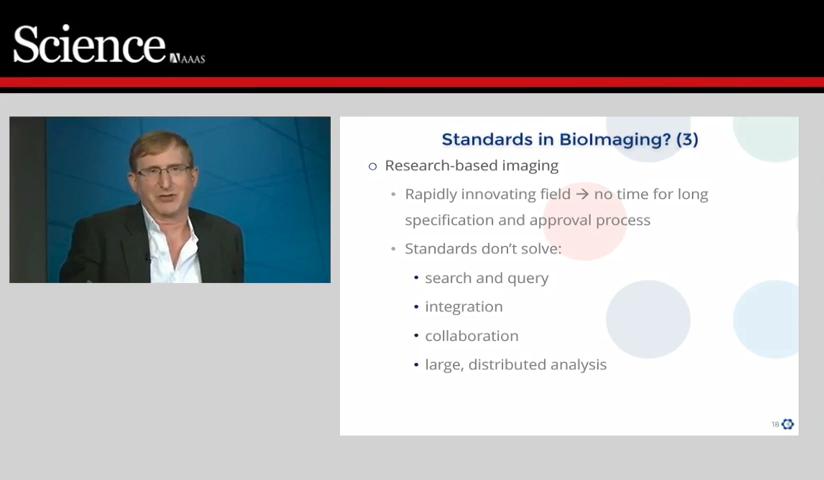 Science
AAAS
Standards in BioImaging? (3)
Research-based imaging
Rapidly innovating field → no time for long
specification and approval process
Standards don't solve:
search and query
integration
collaboration
large, distributed analysis
18